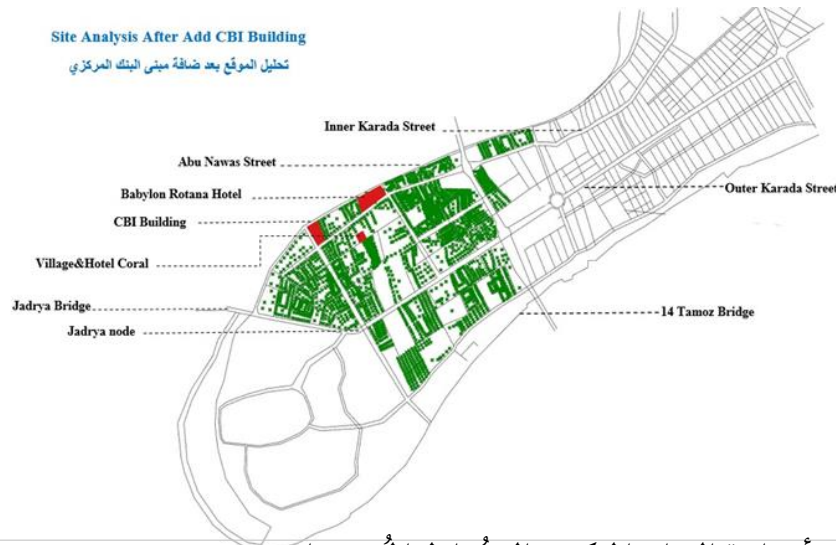 Site Analysis After Add CBI Building
تحليل الموقع بعد ضافة مبنى البنك المركزي
Inner Karada Street
Abu Nawas Street
Babylon Rotana Hotel
Outer Karada Street
CBI Building
Village&Hotel Coral
Jadrya Bridge
14 Tamoz Bridge
Jadrya node